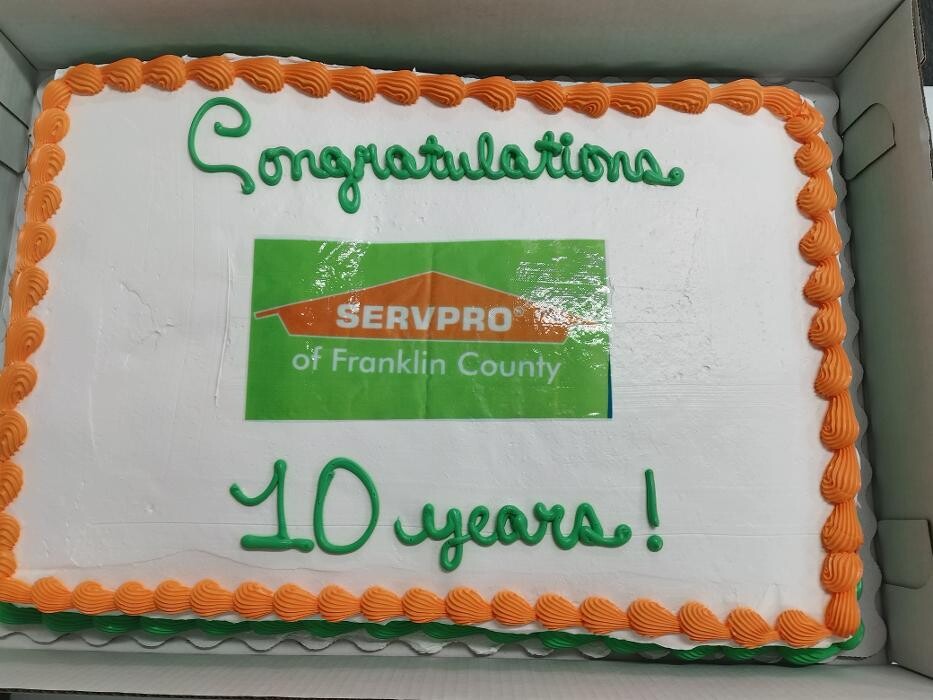 Congratulations
SERVPRO®
of Franklin County
10 years!